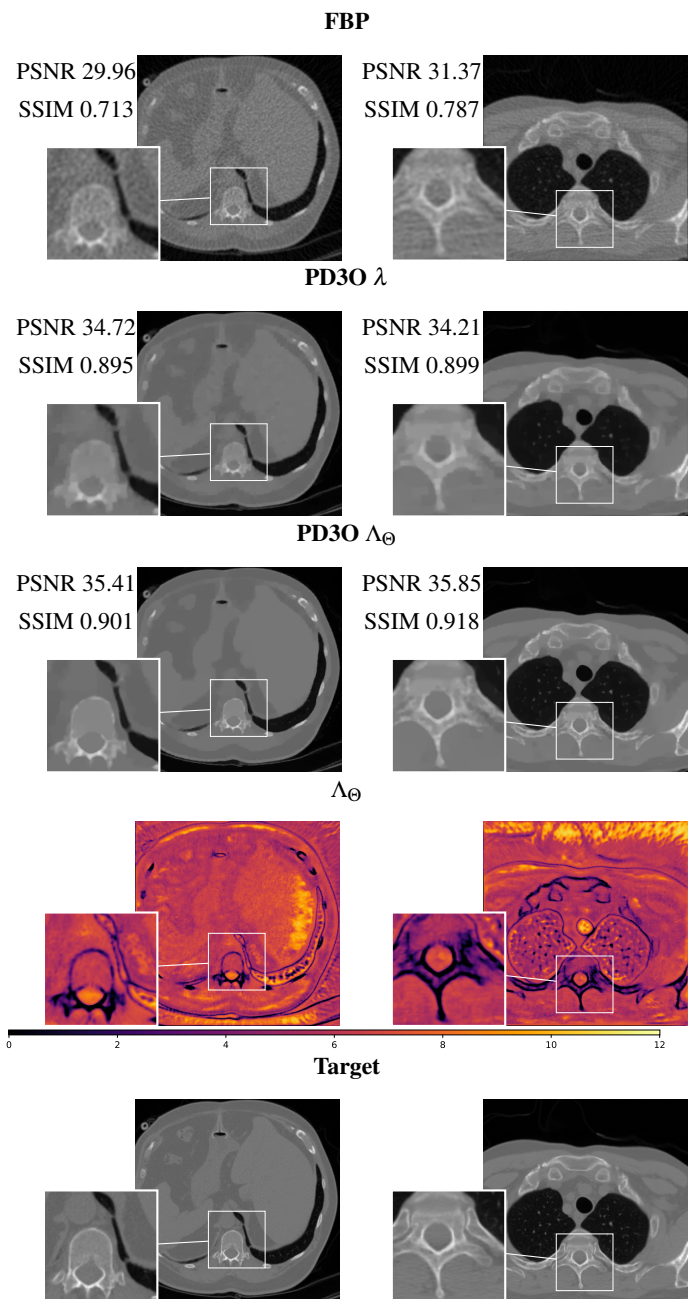 FBP
PSNR 29.96
SSIM 0.713
PSNR 31.37
SSIM 0.787
PD3O λ
PSNR 34.72
SSIM 0.895
PSNR 34.21
SSIM 0.899
PD3O Λ_Θ
PSNR 35.41
SSIM 0.901
PSNR 35.85
SSIM 0.918
Λ_Θ
0 2 4 6 8 10 12
Target